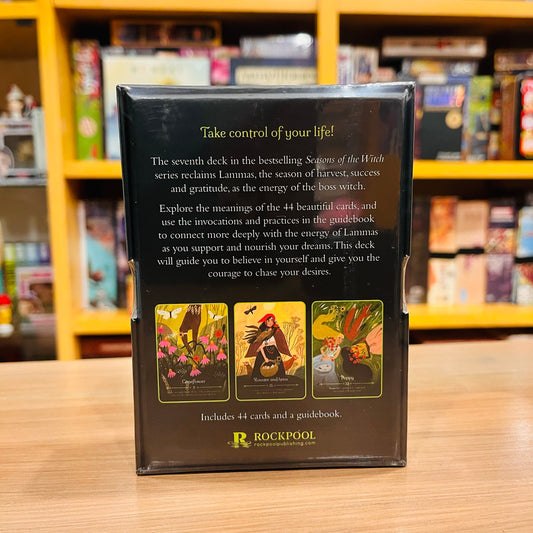 Take control of your life!
The seventh deck in the bestselling Seasons of the Witch
series reclaims Lammas, the season of harvest, success
and gratitude, as the energy of the boss witch.
Explore the meanings of the 44 beautiful cards, and
use the invocations and practices in the guidebook
to connect more deeply with the energy of Lammas
as you support and nourish your dreams. This deck
will guide you to believe in yourself and give you the
courage to chase your desires.
Coneflower
Poppy
Includes 44 cards and a guidebook.
R ROCKPOOL
rockpoolpublishing.com